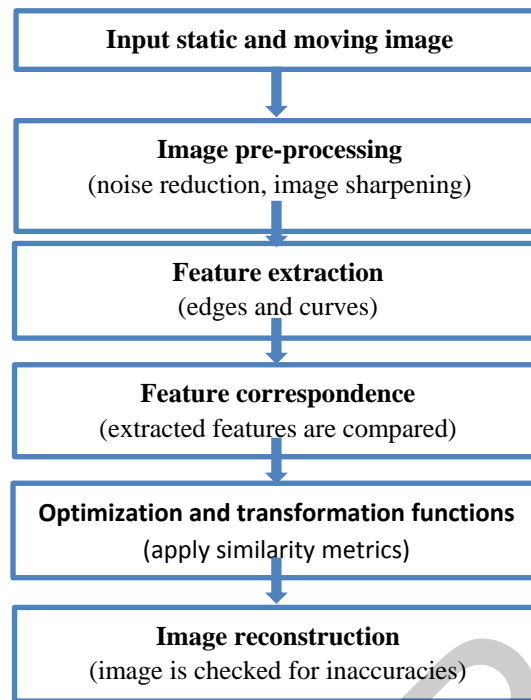 Input static and moving image
Image pre-processing
(noise reduction, image sharpening)
Feature extraction
(edges and curves)
Feature correspondence
(extracted features are compared)
Optimization and transformation functions
(apply similarity metrics)
Image reconstruction
(image is checked for inaccuracies)